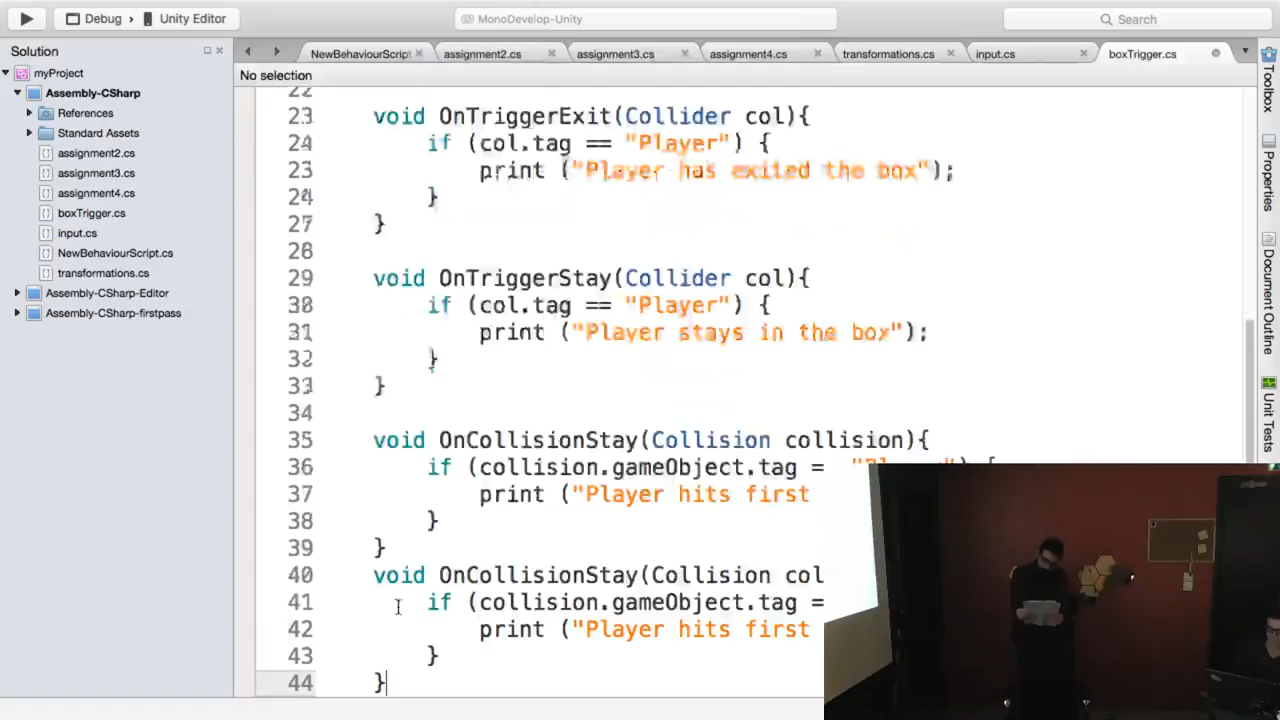 Debug › Unity Editor
MonoDevelop-Unity
Search
Solution
NewBehaviourScript
assignment2.cs
assignment3.cs
assignment4.cs
transformations.cs
input.cs
boxTrigger.cs
No selection
myProject
Assembly-CSharp
References
Standard Assets
assignment2.cs
assignment3.cs
assignment4.cs
boxTrigger.cs
input.cs
NewBehaviourScript.cs
transformations.cs
Assembly-CSharp-Editor
Assembly-CSharp-firstpass
22
23 void OnTriggerExit(Collider col){
24 if (col.tag == "Player") {
print ("Player has exited the box");
}
27 }
28
29 void OnTriggerStay(Collider col){
30 if (col.tag == "Player") {
31 print ("Player stays in the box");
32 }
33 }
34
35 void OnCollisionStay(Collision collision){
36 if (collision.gameObject.tag = "Player") {
37 print ("Player hits first
38 }
39 }
40 void OnCollisionStay(Collision col
41 if (collision.gameObject.tag =
42 print ("Player hits first
43 }
44 }
Toolbox
Properties
Document Outline
Unit Tests